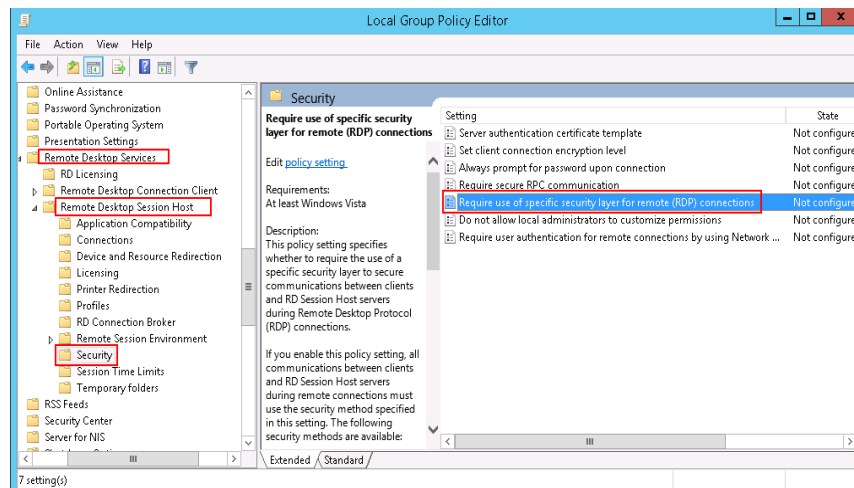 Local Group Policy Editor
File Action View Help
Online Assistance
Password Synchronization
Portable Operating System
Presentation Settings
Remote Desktop Services
RD Licensing
Remote Desktop Connection Client
Remote Desktop Session Host
Application Compatibility
Connections
Device and Resource Redirection
Licensing
Printer Redirection
Profiles
RD Connection Broker
Remote Session Environment
Security
Session Time Limits
Temporary folders
RSS Feeds
Security Center
Server for NIS
Security
Require use of specific security
layer for remote (RDP) connections
Edit policy setting
Requirements:
At least Windows Vista
Description:
This policy setting specifies
whether to require the use of a
specific security layer to secure
communications between clients
and RD Session Host servers
during Remote Desktop Protocol
(RDP) connections.
If you enable this policy setting, all
communications between clients
and RD Session Host servers
during remote connections must
use the security method specified
in this setting. The following
security methods are available:
Setting State
Server authentication certificate template Not configure
Set client connection encryption level Not configure
Always prompt for password upon connection Not configure
Require secure RPC communication Not configure
Require use of specific security layer for remote (RDP) connections Not configure
Do not allow local administrators to customize permissions Not configure
Require user authentication for remote connections by using Network ... Not configure
Extended Standard
7 setting(s)